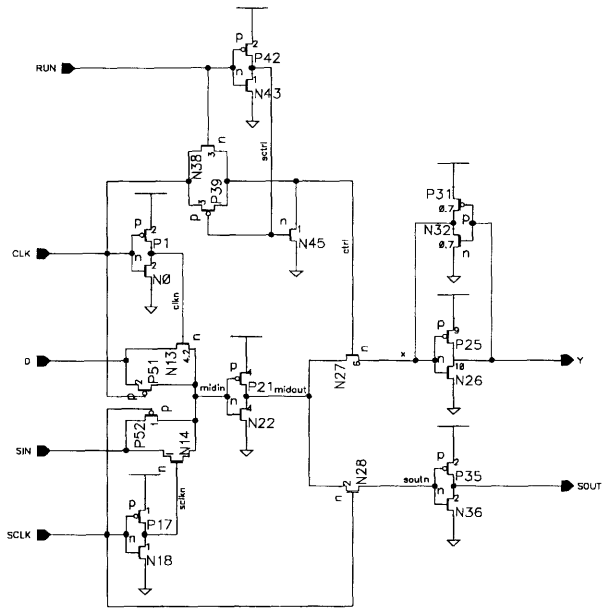 p
2
P42
RUN
n
1
N43
N38
3
n
sctrl
P39
3
p
n
1
N45
P31
0.7
p
N32
0.7
n
ctrl
p
2
P1
CLK
n
2
N0
clkn
D
N13
4.2
n
P51
2
p
p
9
P25
x
n
10
N26
Y
N27
6
n
p
4
P21
midin
midout
n
4
N22
P52
1
p
SIN
N14
n
sclkn
N28
2
n
souln
p
2
P35
n
2
N36
SOUT
p
1
P17
SCLK
n
1
N18